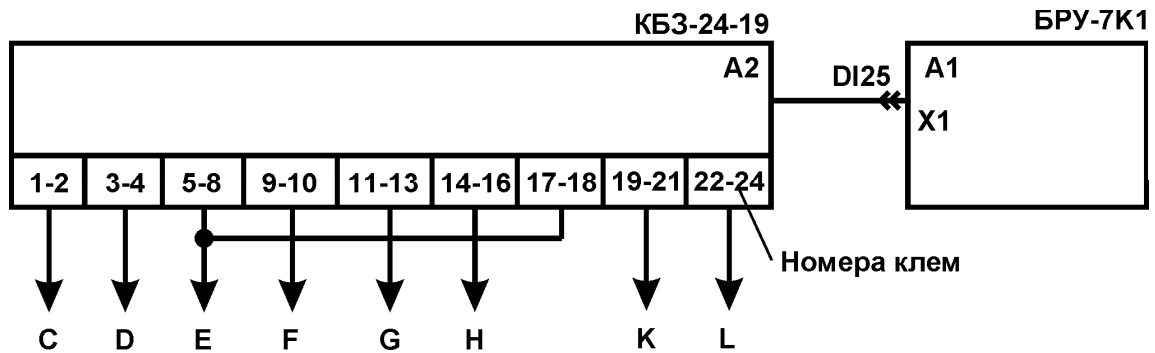 КБЗ-24-19
БРУ-7К1
A2
DI25
A1
X1
1-2 3-4 5-8 9-10 11-13 14-16 17-18 19-21 22-24
Номера клем
C D E F G H K L